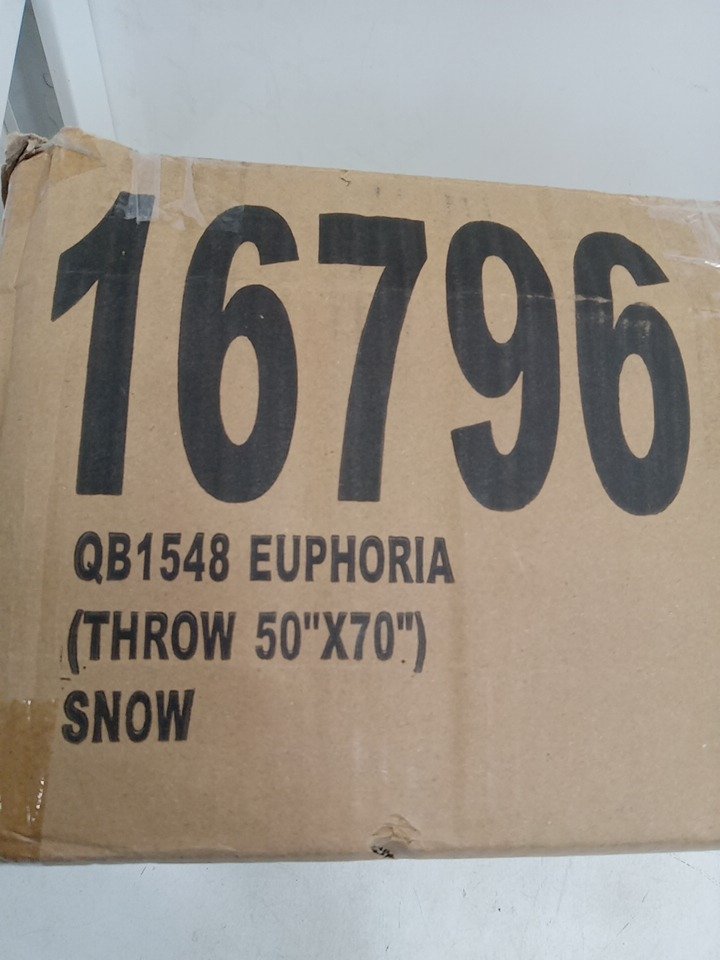 16796
QB1548 EUPHORIA
(THROW 50"X70")
SNOW